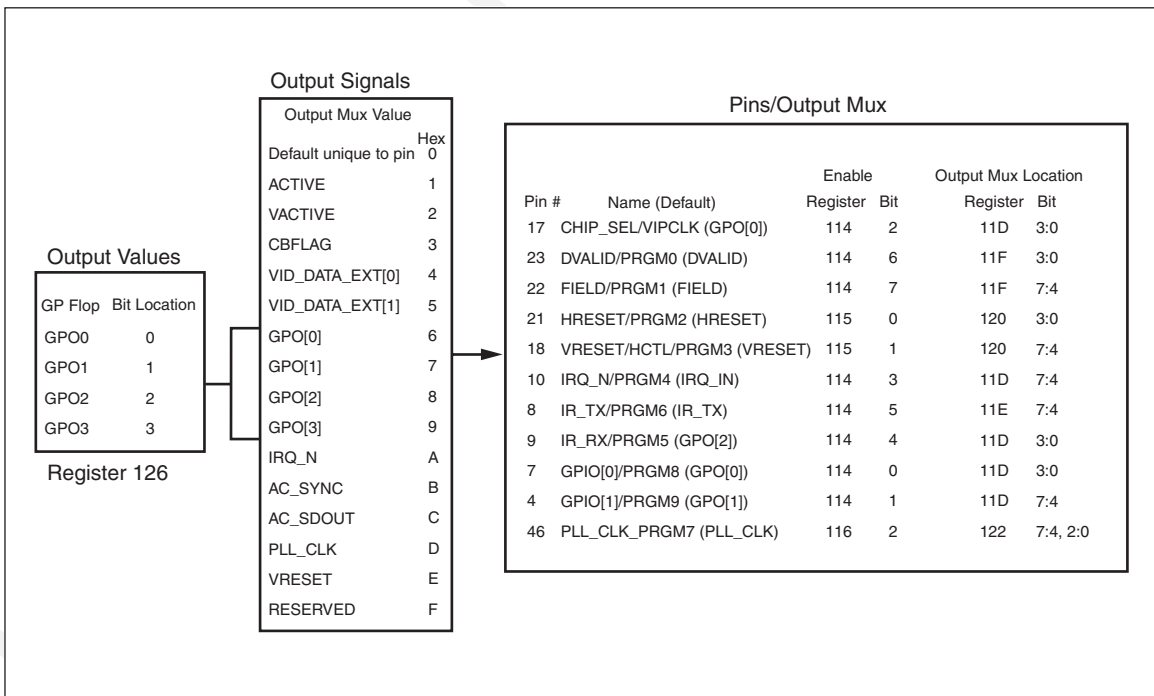 Output Values
GP Flop Bit Location
GPO0 0
GPO1 1
GPO2 2
GPO3 3
Register 126
Output Signals
Output Mux Value
Hex
Default unique to pin 0
ACTIVE 1
VACTIVE 2
CBFLAG 3
VID_DATA_EXT[0] 4
VID_DATA_EXT[1] 5
GPO[0] 6
GPO[1] 7
GPO[2] 8
GPO[3] 9
IRQ_N A
AC_SYNC B
AC_SDOUT C
PLL_CLK D
VRESET E
RESERVED F
Pins/Output Mux
Enable Output Mux Location
Pin # Name (Default) Register Bit Register Bit
17 CHIP_SEL/VIPCLK (GPO[0]) 114 2 11D 3:0
23 DVALID/PRGM0 (DVALID) 114 6 11F 3:0
22 FIELD/PRGM1 (FIELD) 114 7 11F 7:4
21 HRESET/PRGM2 (HRESET) 115 0 120 3:0
18 VRESET/HCTL/PRGM3 (VRESET) 115 1 120 7:4
10 IRQ_N/PRGM4 (IRQ_IN) 114 3 11D 7:4
8 IR_TX/PRGM6 (IR_TX) 114 5 11E 7:4
9 IR_RX/PRGM5 (GPO[2]) 114 4 11D 3:0
7 GPIO[0]/PRGM8 (GPO[0]) 114 0 11D 3:0
4 GPIO[1]/PRGM9 (GPO[1]) 114 1 11D 7:4
46 PLL_CLK_PRGM7 (PLL_CLK) 116 2 122 7:4, 2:0